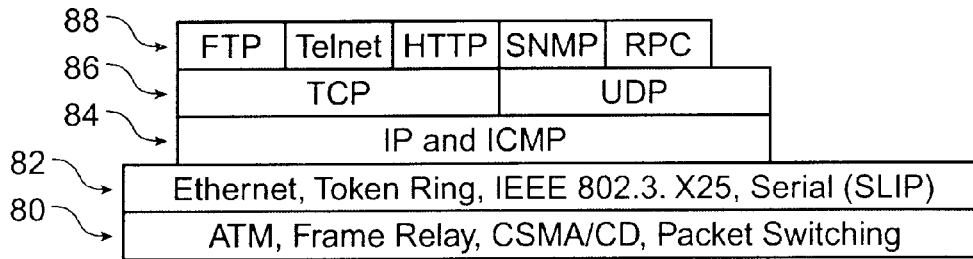 88 FTP Telnet HTTP SNMP RPC
86 TCP UDP
84 IP and ICMP
82 Ethernet, Token Ring, IEEE 802.3. X25, Serial (SLIP)
80 ATM, Frame Relay, CSMA/CD, Packet Switching